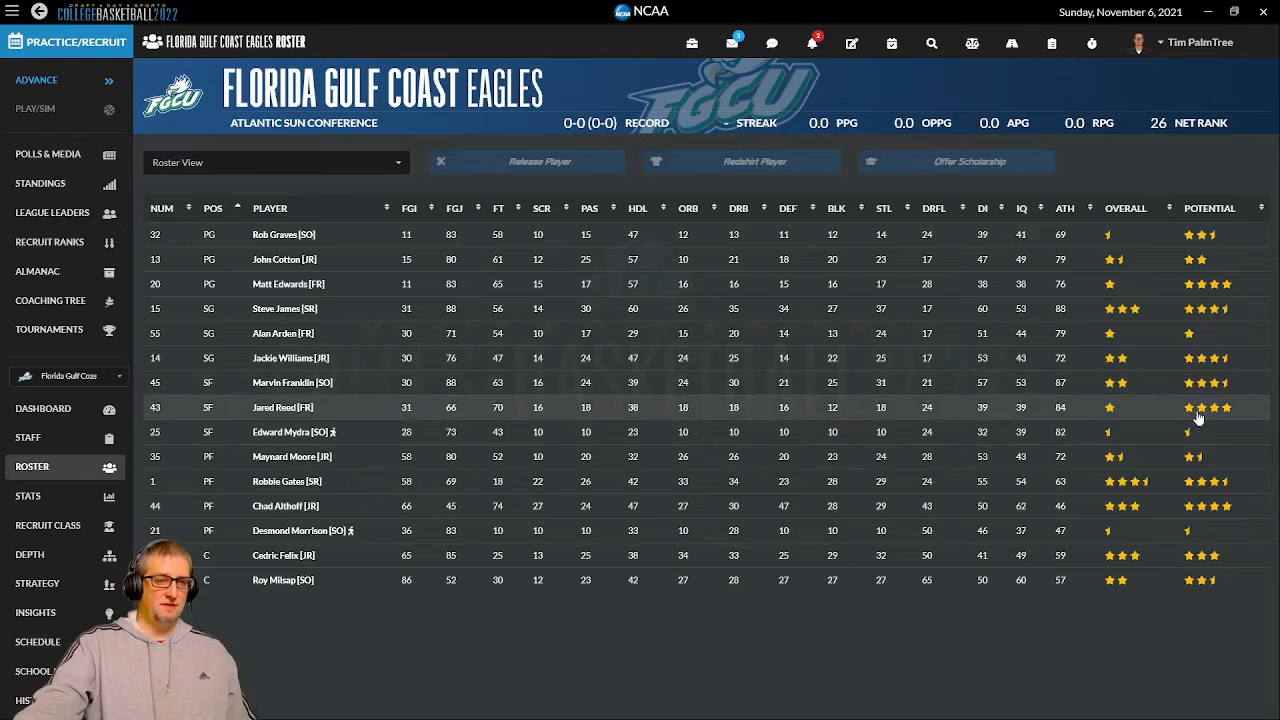 DRAFT DAY SPORTS
COLLEGEBASKETBALL2022
NCAA
Sunday, November 6, 2021
PRACTICE/RECRUIT
FLORIDA GULF COAST EAGLES ROSTER
3
2
Tim PalmTree
ADVANCE
PLAY/SIM
POLLS & MEDIA
STANDINGS
LEAGUE LEADERS
RECRUIT RANKS
ALMANAC
COACHING TREE
TOURNAMENTS
Florida Gulf Coas
DASHBOARD
STAFF
ROSTER
STATS
RECRUIT CLASS
DEPTH
STRATEGY
INSIGHTS
SCHEDULE
SCHOOL
HIS
FGCU
FLORIDA GULF COAST EAGLES
FGCU
ATLANTIC SUN CONFERENCE
0-0 (0-0) RECORD - STREAK 0.0 PPG 0.0 OPPG 0.0 APG 0.0 RPG 26 NET RANK
Roster View Release Player Redshirt Player Offer Scholarship
NUM POS PLAYER FGI FGJ FT SCR PAS HDL ORB DRB DEF BLK STL DRFL DI IQ ATH OVERALL POTENTIAL
32 PG Rob Graves [SO] 11 83 58 10 15 47 12 13 11 12 14 24 39 41 69
13 PG John Cotton [JR] 15 80 61 12 25 57 10 21 18 20 23 17 47 49 79
20 PG Matt Edwards [FR] 11 83 65 15 17 57 16 16 15 16 17 28 38 38 76
15 SG Steve James [SR] 31 88 56 14 30 60 26 35 34 27 37 17 60 53 88
55 SG Alan Arden [FR] 30 71 54 10 17 29 15 20 14 13 24 17 51 44 79
14 SG Jackie Williams [JR] 30 76 47 14 24 47 24 25 14 22 25 17 53 43 72
45 SF Marvin Franklin [SO] 30 88 63 16 24 39 24 30 21 25 31 21 57 53 87
43 SF Jared Reed [FR] 31 66 70 16 18 38 18 18 16 12 18 24 39 39 84
25 SF Edward Mydra [SO] 28 73 43 10 10 23 10 10 10 10 10 24 32 39 82
35 PF Maynard Moore [JR] 58 80 52 10 20 32 26 26 20 23 24 28 53 43 72
1 PF Robbie Gates [SR] 58 69 18 22 26 42 33 34 23 28 29 24 55 54 63
44 PF Chad Althoff [JR] 66 45 74 27 24 47 27 30 47 28 29 43 50 62 46
21 PF Desmond Morrison [SO] 36 83 10 10 10 33 10 28 10 10 10 50 46 37 47
C Cedric Felix [JR] 65 85 25 13 25 38 34 33 25 29 32 50 41 49 59
C Roy Milsap [SO] 86 52 30 12 23 42 27 28 27 27 27 65 50 60 57